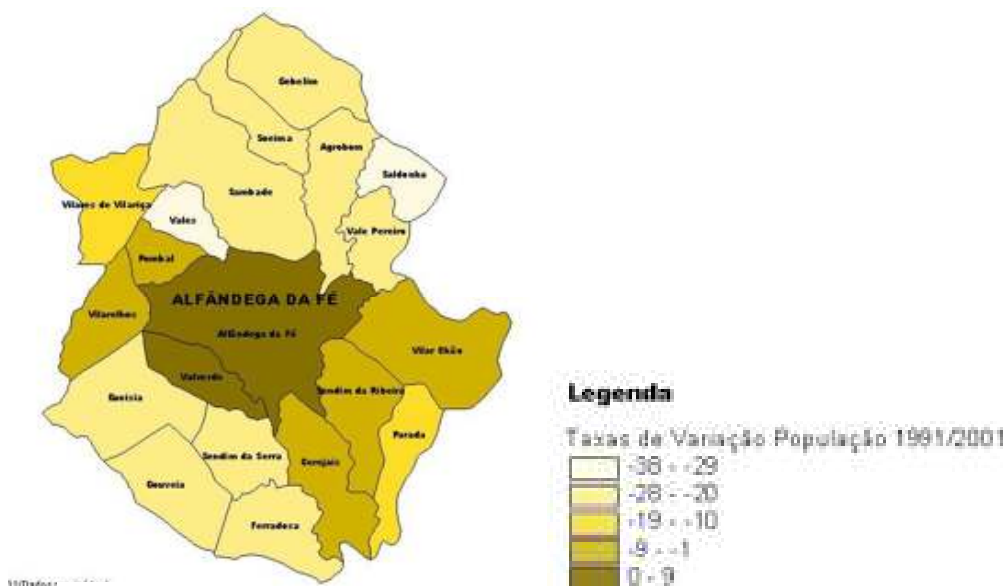 Gebelim
Soeima
Agrobom
Saldonha
Sambade
Vilares de Vilariça
Vales
Vale Pereiro
Pombal
ALFÂNDEGA DA FÉ
Vilarelhos
Alfândega da Fé
Vilar Chão
Valverde
Sendim da Ribeira
Eucisia
Parada
Sendim da Serra
Cerejais
Gouveia
Ferradosa
Legenda
Taxas de Variação População 1991/2001
-38 - -29
-28 - -20
-19 - -10
-9 - -1
0 - 9